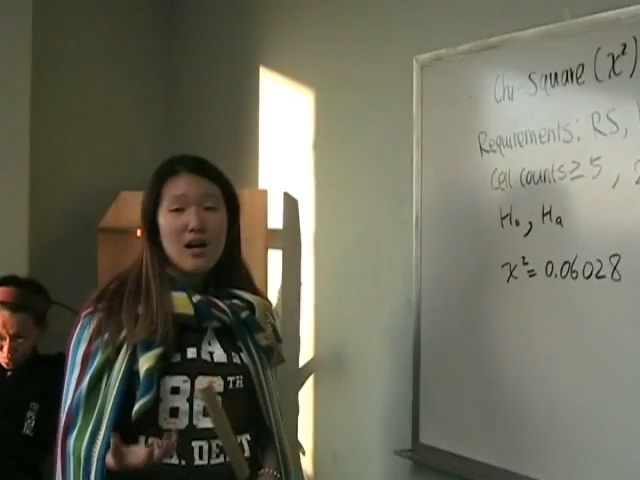 Chi-Square (χ²)
Requirements: RS,
Cell counts ≥ 5,
H₀, Hₐ
χ² = 0.06028
86TH